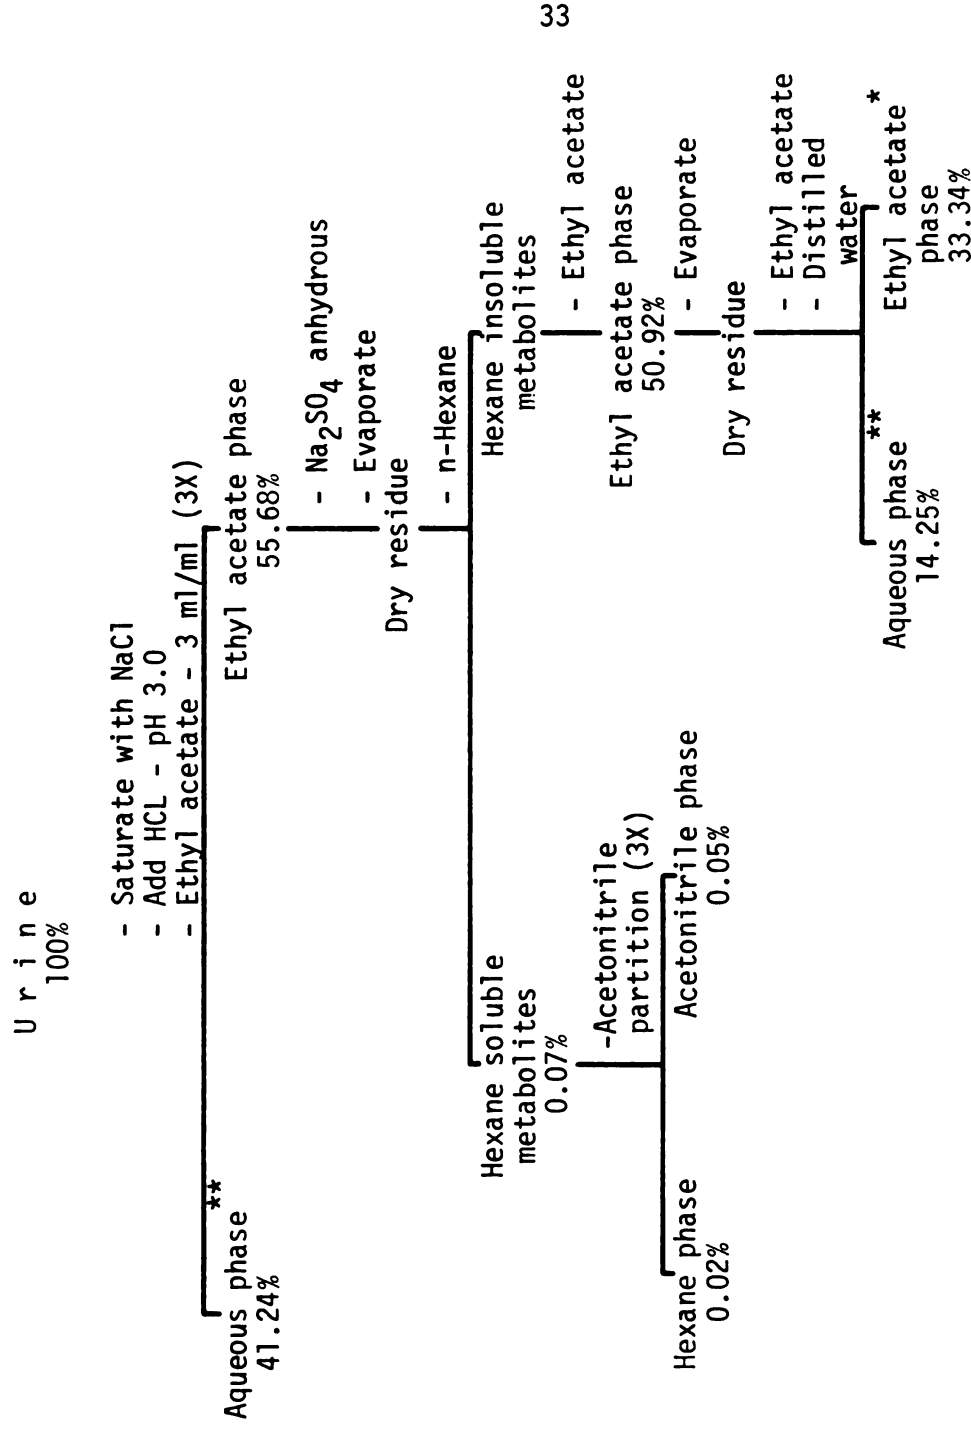 33
U r i n e
100%
- Saturate with NaCl
- Add HCL - pH 3.0
- Ethyl acetate - 3 ml/ml (3X)
Aqueous phase **
41.24%
Ethyl acetate phase
55.68%
- Na2SO4 anhydrous
- Evaporate
Dry residue
- n-Hexane
Hexane soluble
metabolites
0.07%
Hexane insoluble
metabolites
-Acetonitrile
partition (3X)
Hexane phase
0.02%
Acetonitrile phase
0.05%
- Ethyl acetate
Ethyl acetate phase
50.92%
- Evaporate
Dry residue
- Ethyl acetate
- Distilled
water
Aqueous phase **
14.25%
Ethyl acetate *
phase
33.34%